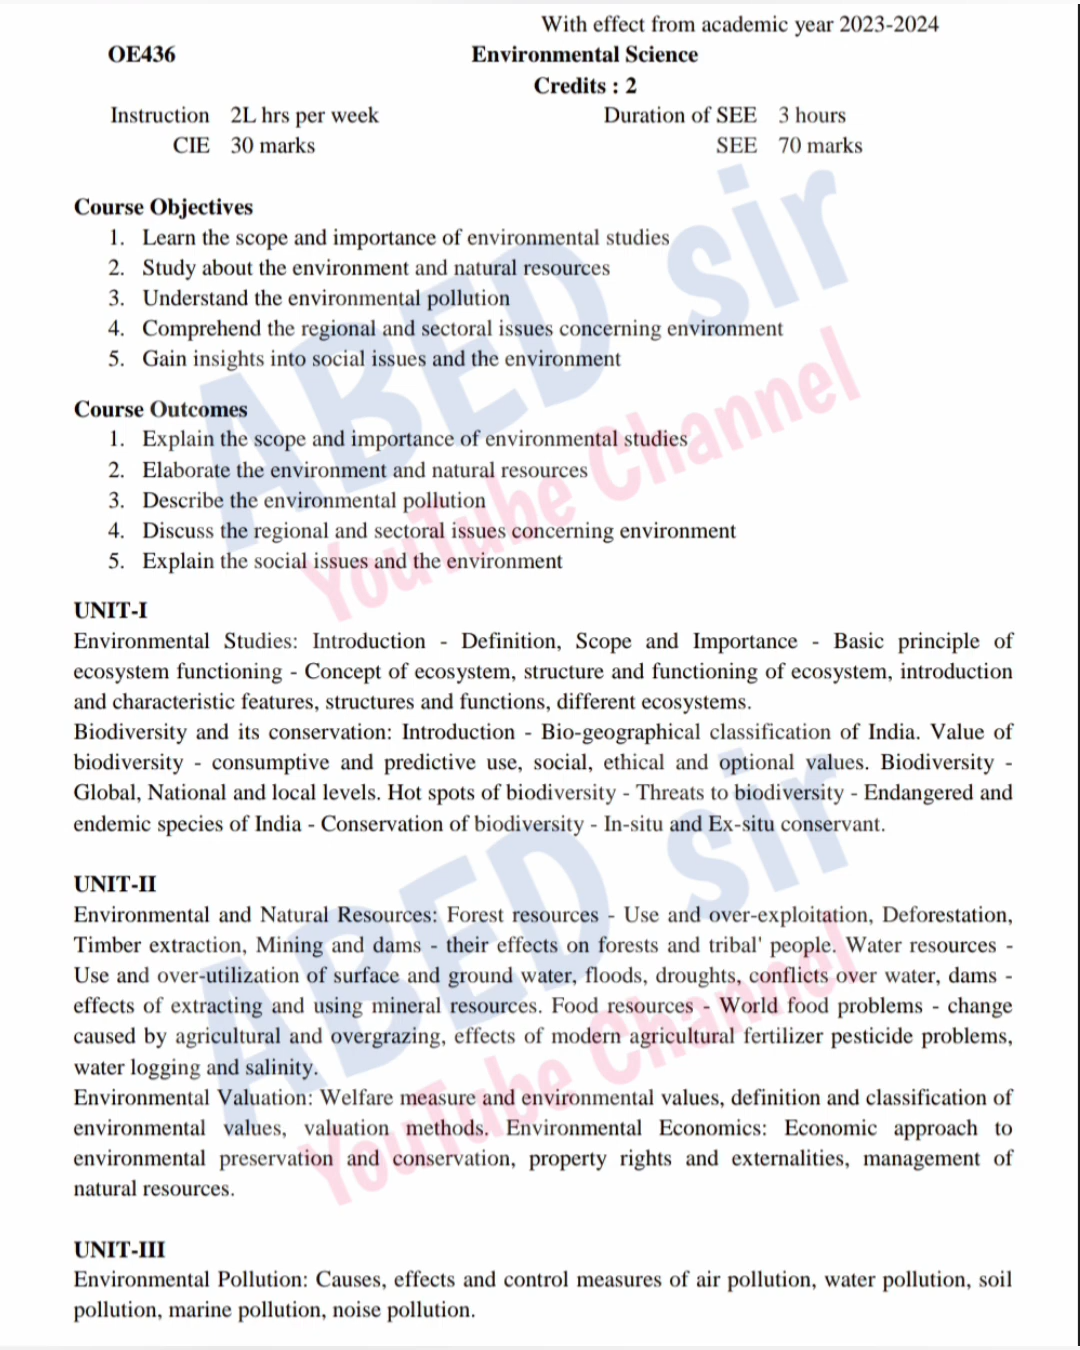 With effect from academic year 2023-2024
OE436 Environmental Science
Credits : 2
Instruction 2L hrs per week Duration of SEE 3 hours
CIE 30 marks SEE 70 marks
Course Objectives
1. Learn the scope and importance of environmental studies
2. Study about the environment and natural resources
3. Understand the environmental pollution
4. Comprehend the regional and sectoral issues concerning environment
5. Gain insights into social issues and the environment
Course Outcomes
1. Explain the scope and importance of environmental studies
2. Elaborate the environment and natural resources
3. Describe the environmental pollution
4. Discuss the regional and sectoral issues concerning environment
5. Explain the social issues and the environment
ABED sir
YouTube Channel
UNIT-I
Environmental Studies: Introduction - Definition, Scope and Importance - Basic principle of
ecosystem functioning - Concept of ecosystem, structure and functioning of ecosystem, introduction
and characteristic features, structures and functions, different ecosystems.
Biodiversity and its conservation: Introduction - Bio-geographical classification of India. Value of
biodiversity - consumptive and predictive use, social, ethical and optional values. Biodiversity -
Global, National and local levels. Hot spots of biodiversity - Threats to biodiversity - Endangered and
endemic species of India - Conservation of biodiversity - In-situ and Ex-situ conservant.
UNIT-II
Environmental and Natural Resources: Forest resources - Use and over-exploitation, Deforestation,
Timber extraction, Mining and dams - their effects on forests and tribal' people. Water resources -
Use and over-utilization of surface and ground water, floods, droughts, conflicts over water, dams -
effects of extracting and using mineral resources. Food resources - World food problems - change
caused by agricultural and overgrazing, effects of modern agricultural fertilizer pesticide problems,
water logging and salinity.
Environmental Valuation: Welfare measure and environmental values, definition and classification of
environmental values, valuation methods. Environmental Economics: Economic approach to
environmental preservation and conservation, property rights and externalities, management of
natural resources.
ABED sir
YouTube Channel
UNIT-III
Environmental Pollution: Causes, effects and control measures of air pollution, water pollution, soil
pollution, marine pollution, noise pollution.